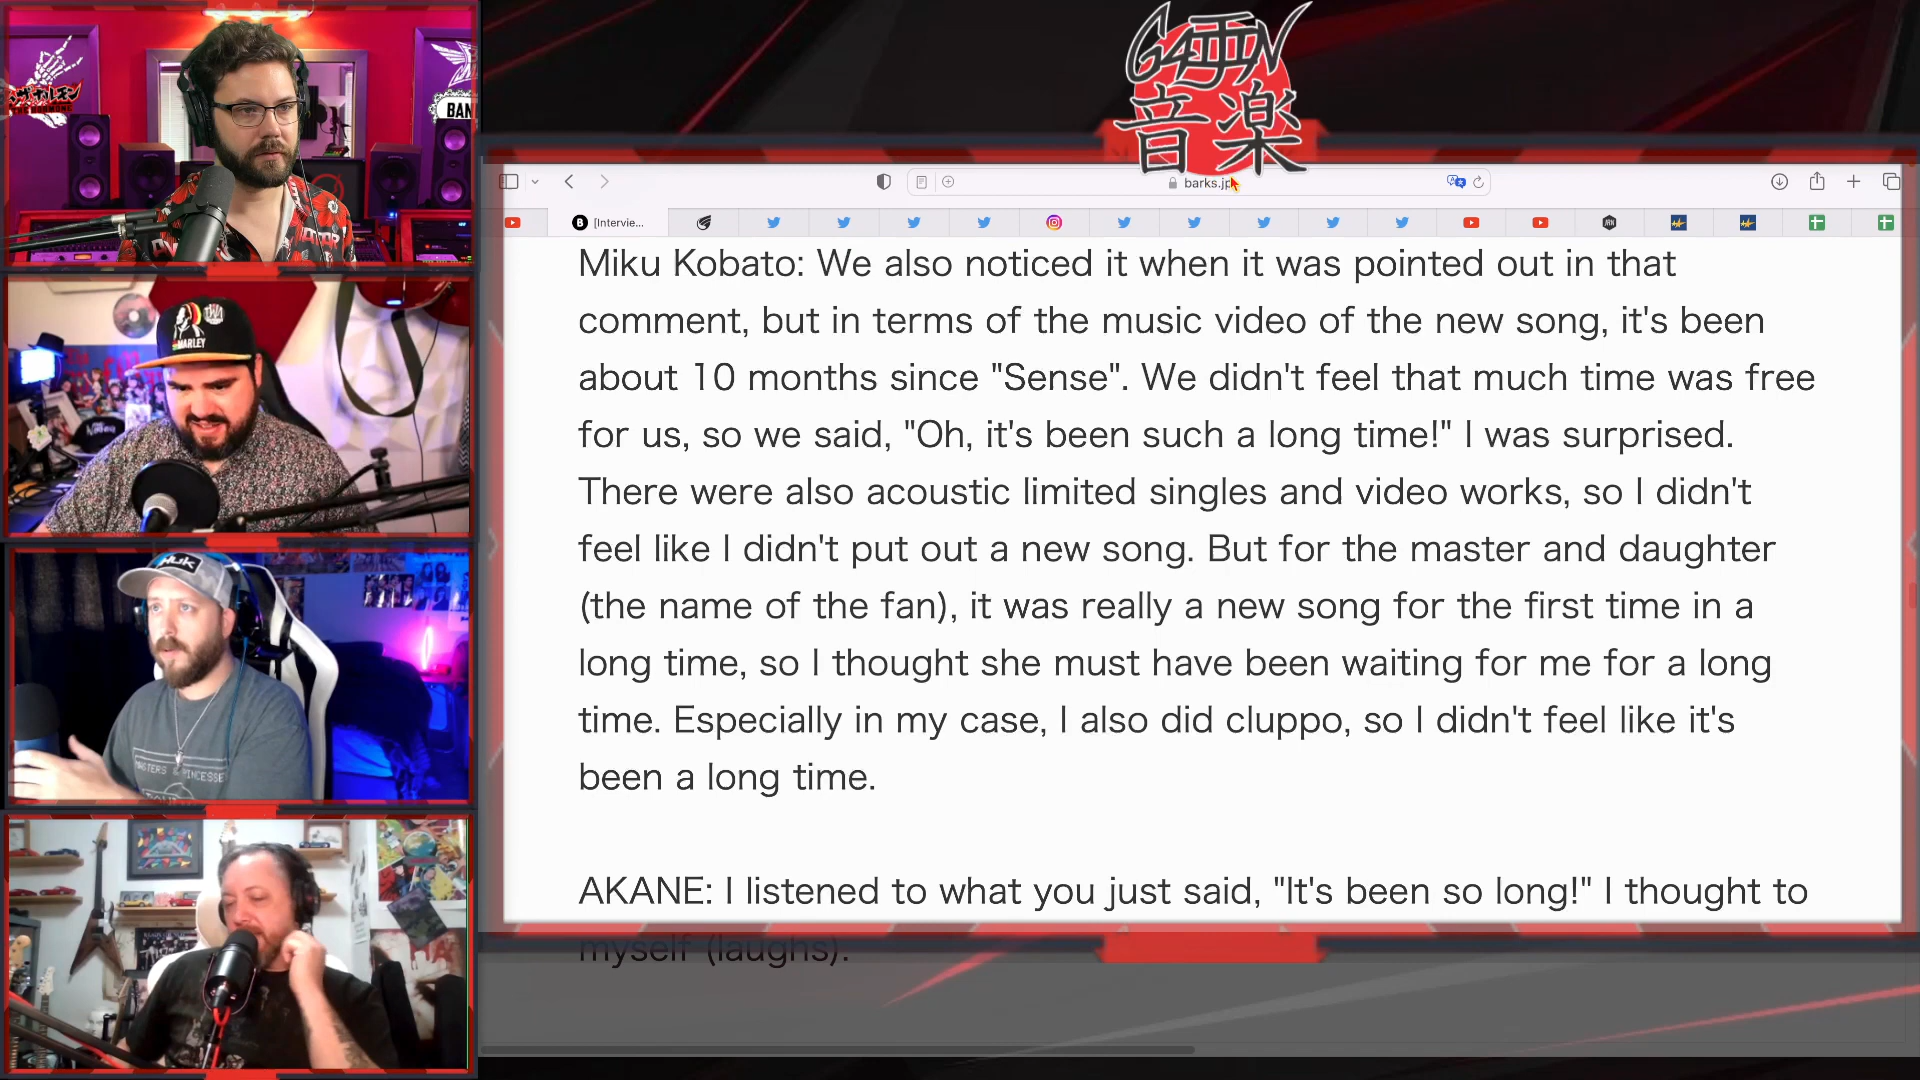 GAIJIN
音楽
barks.jp
[Intervie...
Miku Kobato: We also noticed it when it was pointed out in that
comment, but in terms of the music video of the new song, it's been
about 10 months since "Sense". We didn't feel that much time was free
for us, so we said, "Oh, it's been such a long time!" I was surprised.
There were also acoustic limited singles and video works, so I didn't
feel like I didn't put out a new song. But for the master and daughter
(the name of the fan), it was really a new song for the first time in a
long time, so I thought she must have been waiting for me for a long
time. Especially in my case, I also did cluppo, so I didn't feel like it's
been a long time.
AKANE: I listened to what you just said, "It's been so long!" I thought to
myself (laughs).
BAN
MARLEY
HUK